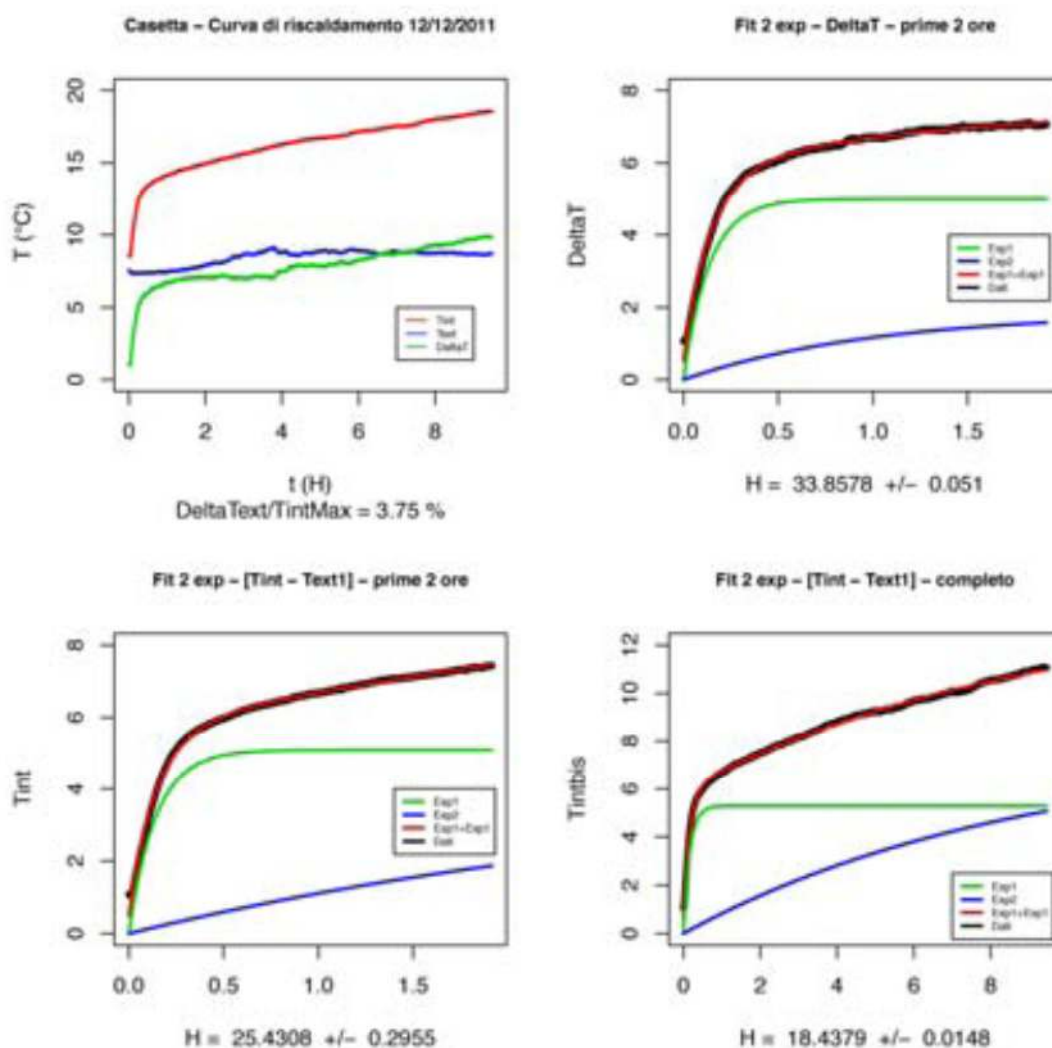 Casetta – Curva di riscaldamento 12/12/2011
T (°C)
0 5 10 15 20
0 2 4 6 8
Tint
Text
DeltaT
t (H)
DeltaText/TintMax = 3.75 %
Fit 2 exp – DeltaT – prime 2 ore
DeltaT
0 2 4 6 8
0.0 0.5 1.0 1.5
Exp1
Exp2
Exp1+Exp1
Dati
H = 33.8578 +/– 0.051
Fit 2 exp – [Tint – Text1] – prime 2 ore
Tint
0 2 4 6 8
0.0 0.5 1.0 1.5
Exp1
Exp2
Exp1+Exp1
Dati
H = 25.4308 +/– 0.2955
Fit 2 exp – [Tint – Text1] – completo
Tintbis
0 2 4 6 8 10 12
0 2 4 6 8
Exp1
Exp2
Exp1+Exp1
Dati
H = 18.4379 +/– 0.0148